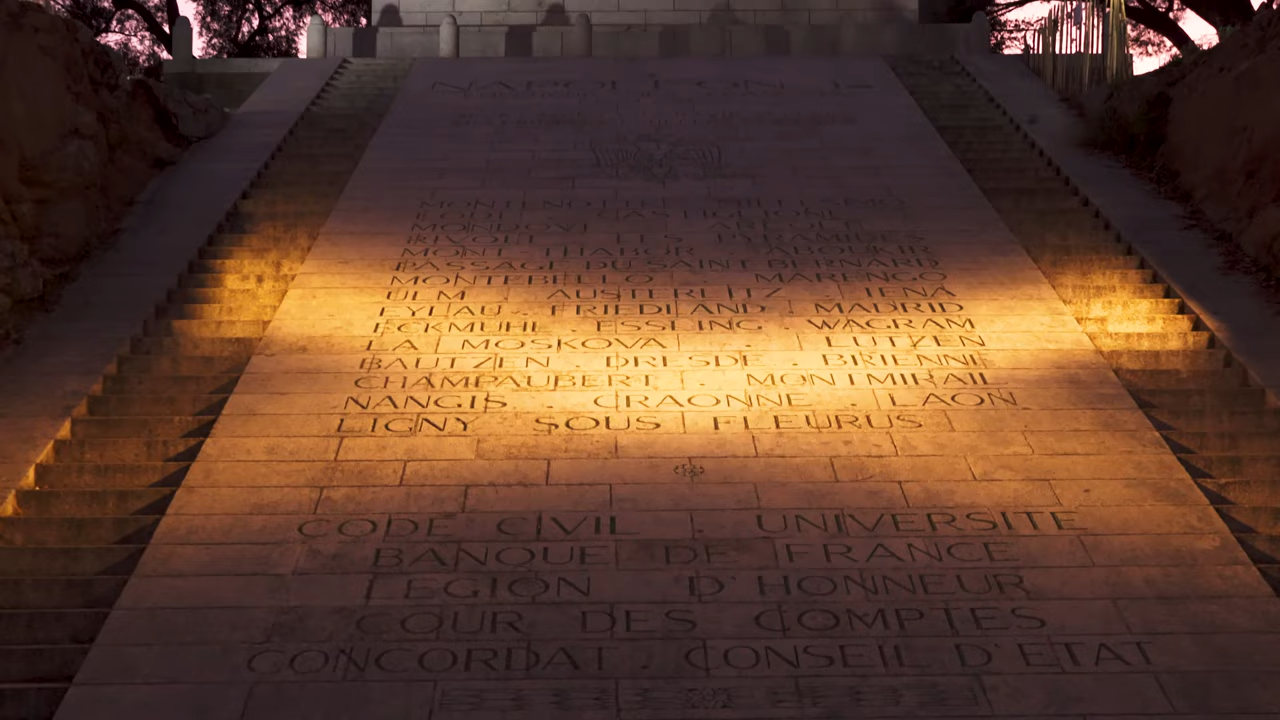 NAPOLEON
MONTENOTTE MILLESIMO
LODI CASTIGLIONE
MONDOVI ARCOLE
RIVOLI LES PYRAMIDES
MONT-THABOR ABOUKIR
PASSAGE DU SAINT BERNARD
MONTEBELLO MARENGO
ULM AUSTERLITZ IENA
EYLAU . FRIEDLAND . MADRID
ECKMUHL . ESSLING . WAGRAM
LA MOSKOVA . LUTZEN
BAUTZEN . DRESDE . BRIENNE
CHAMPAUBERT . MONTMIRAIL
NANGIS . CRAONNE . LAON
LIGNY SOUS FLEURUS
CODE CIVIL . UNIVERSITE
BANQUE DE FRANCE
LEGION D'HONNEUR
COUR DES COMPTES
CONCORDAT . CONSEIL D'ETAT